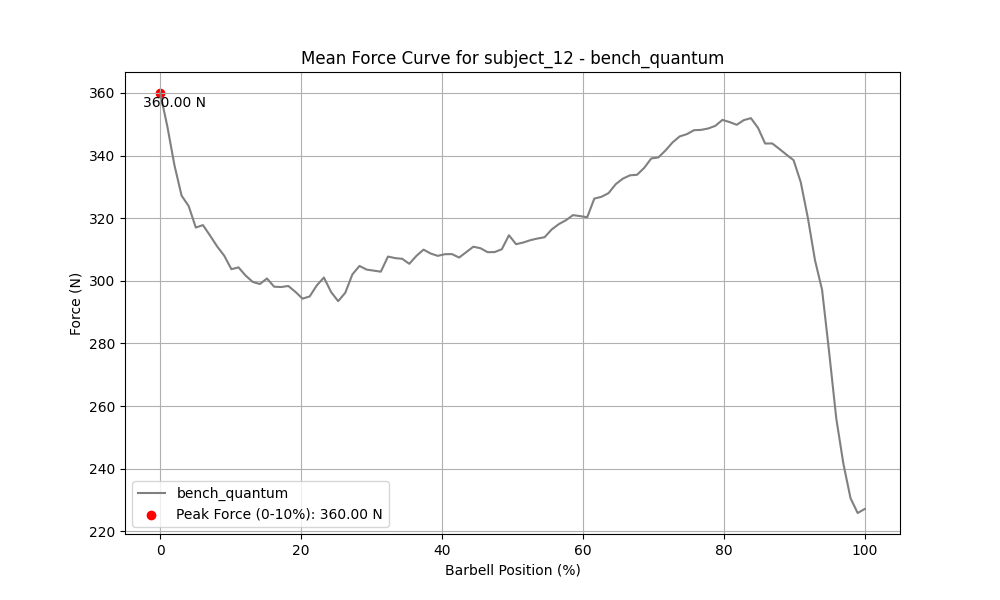 Mean Force Curve for subject_12 - bench_quantum
Force (N)
360
340
320
300
280
260
240
220
360.00 N
bench_quantum
Peak Force (0-10%): 360.00 N
0
20
40
60
80
100
Barbell Position (%)